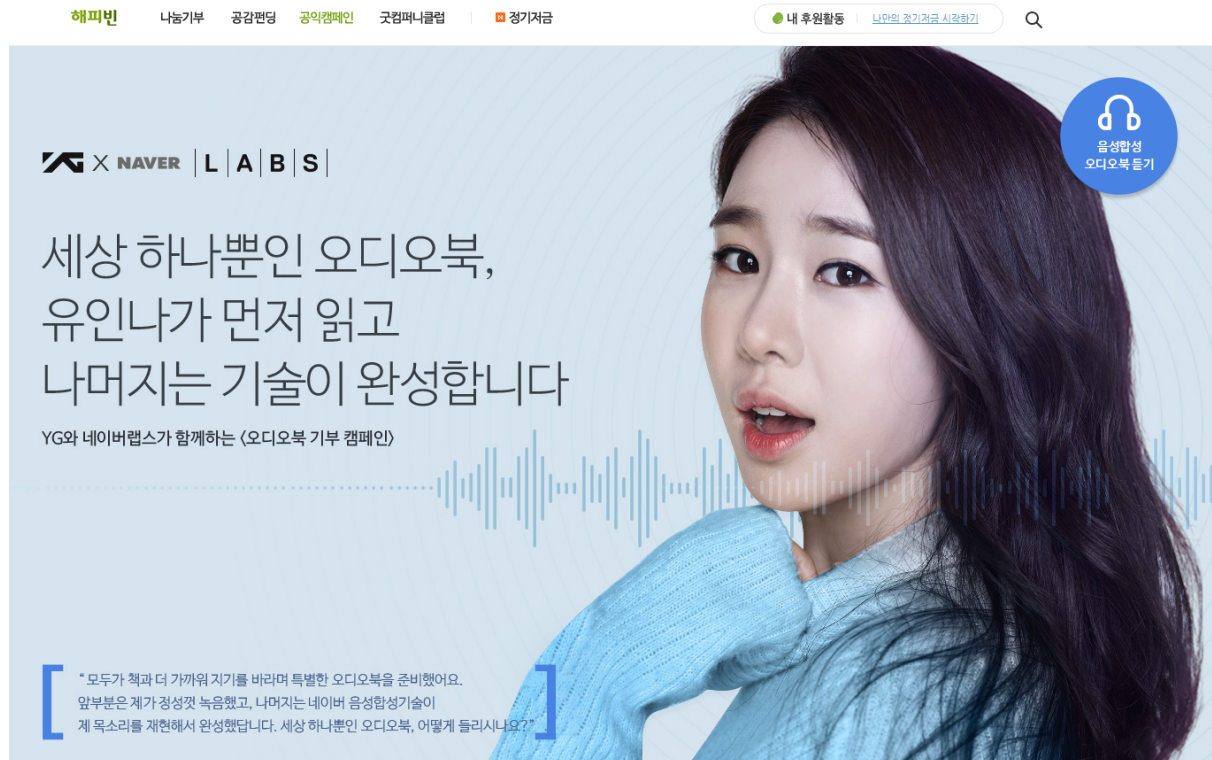 해피빈 나눔기부 공감펀딩 공익캠페인 굿컴퍼니클럽 N 정기저금 내 후원활동 나만의 정기저금 시작하기
음성합성
오디오북 듣기
YG X NAVER LABS
세상 하나뿐인 오디오북,
유인나가 먼저 읽고
나머지는 기술이 완성합니다
YG와 네이버랩스가 함께하는 <오디오북 기부 캠페인>
“모두가 책과 더 가까워 지기를 바라며 특별한 오디오북을 준비했어요.
앞부분은 제가 정성껏 녹음했고, 나머지는 네이버 음성합성기술이
제 목소리를 재현해서 완성했답니다. 세상 하나뿐인 오디오북, 어떻게 들리시나요?”